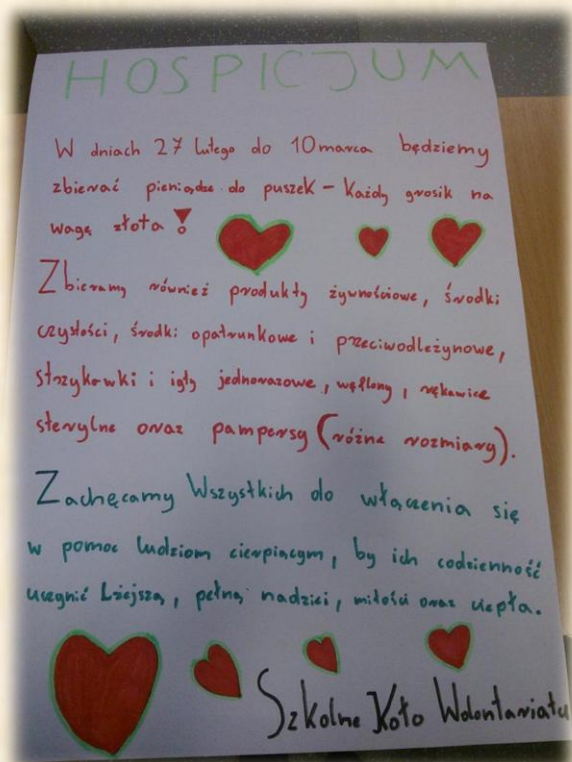 HOSPICJUM
W dniach 27 lutego do 10 marca będziemy
zbierać pieniądze do puszek – Każdy grosik na
wagę złota!
Zbieramy również produkty żywnościowe, środki
czystości, środki opatrunkowe i przeciwodleżynowe,
strzykawki i igły jednorazowe, węflony, rękawice
sterylne oraz pampersy (różne rozmiary).
Zachęcamy Wszystkich do włączenia się
w pomoc ludziom cierpiącym, by ich codzienność
uczynić Lżejszą, pełną nadziei, miłości oraz ciepła.
Szkolne Koło Wolontariatu